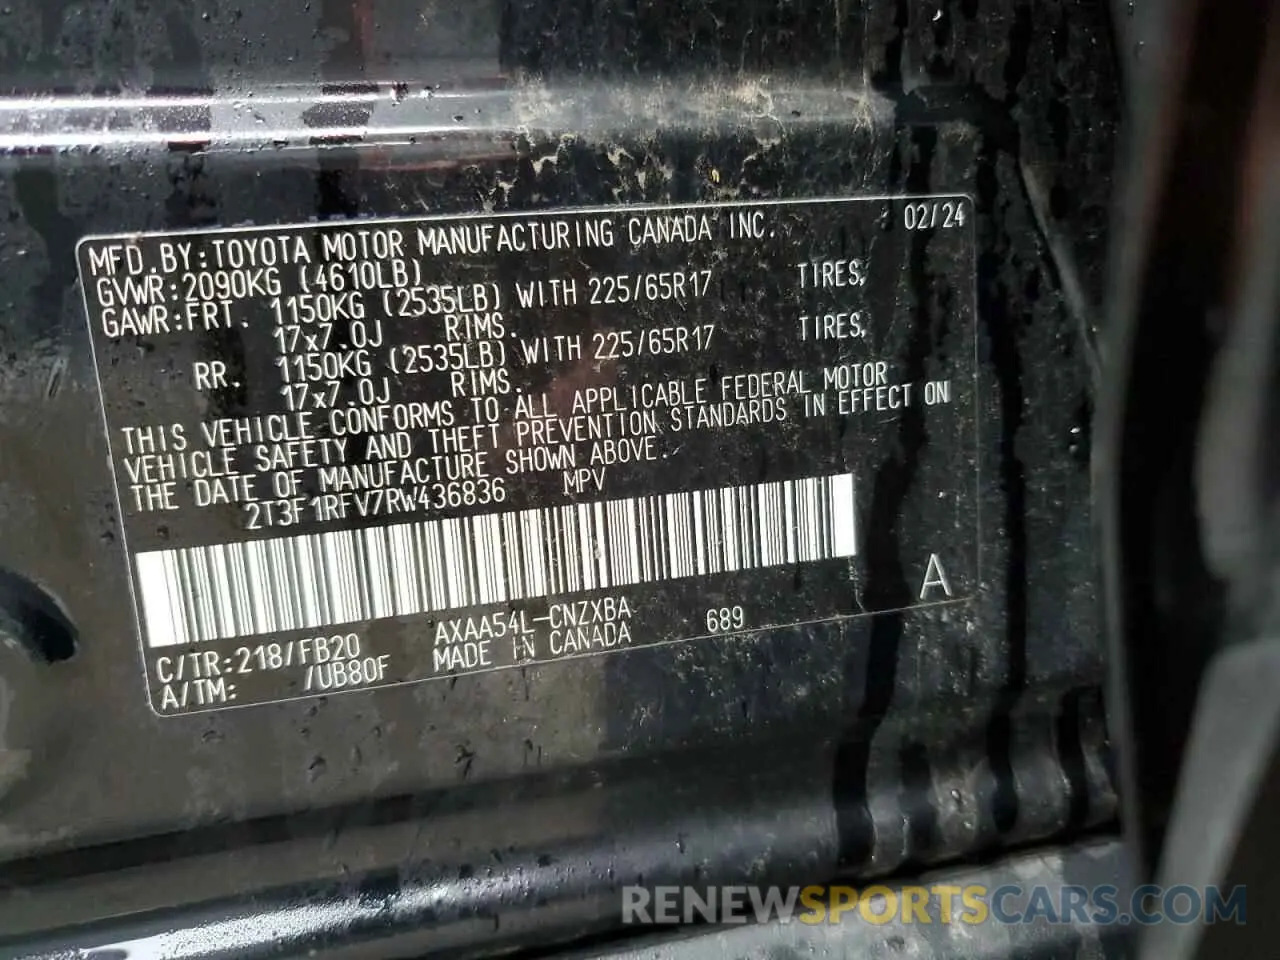 MFD.BY:TOYOTA MOTOR MANUFACTURING CANADA INC. 02/24
GVWR:2090KG (4610LB)
GAWR:FRT. 1150KG (2535LB) WITH 225/65R17 TIRES,
17x7.0J RIMS.
RR. 1150KG (2535LB) WITH 225/65R17 TIRES,
17x7.0J RIMS.
THIS VEHICLE CONFORMS TO ALL APPLICABLE FEDERAL MOTOR
VEHICLE SAFETY AND THEFT PREVENTION STANDARDS IN EFFECT ON
THE DATE OF MANUFACTURE SHOWN ABOVE.
2T3F1RFV7RW436836 MPV
A
C/TR:218/FB20 AXAA54L-CNZXBA 689
A/TM: /UB80F MADE IN CANADA
RENEWSPORTSCARS.COM